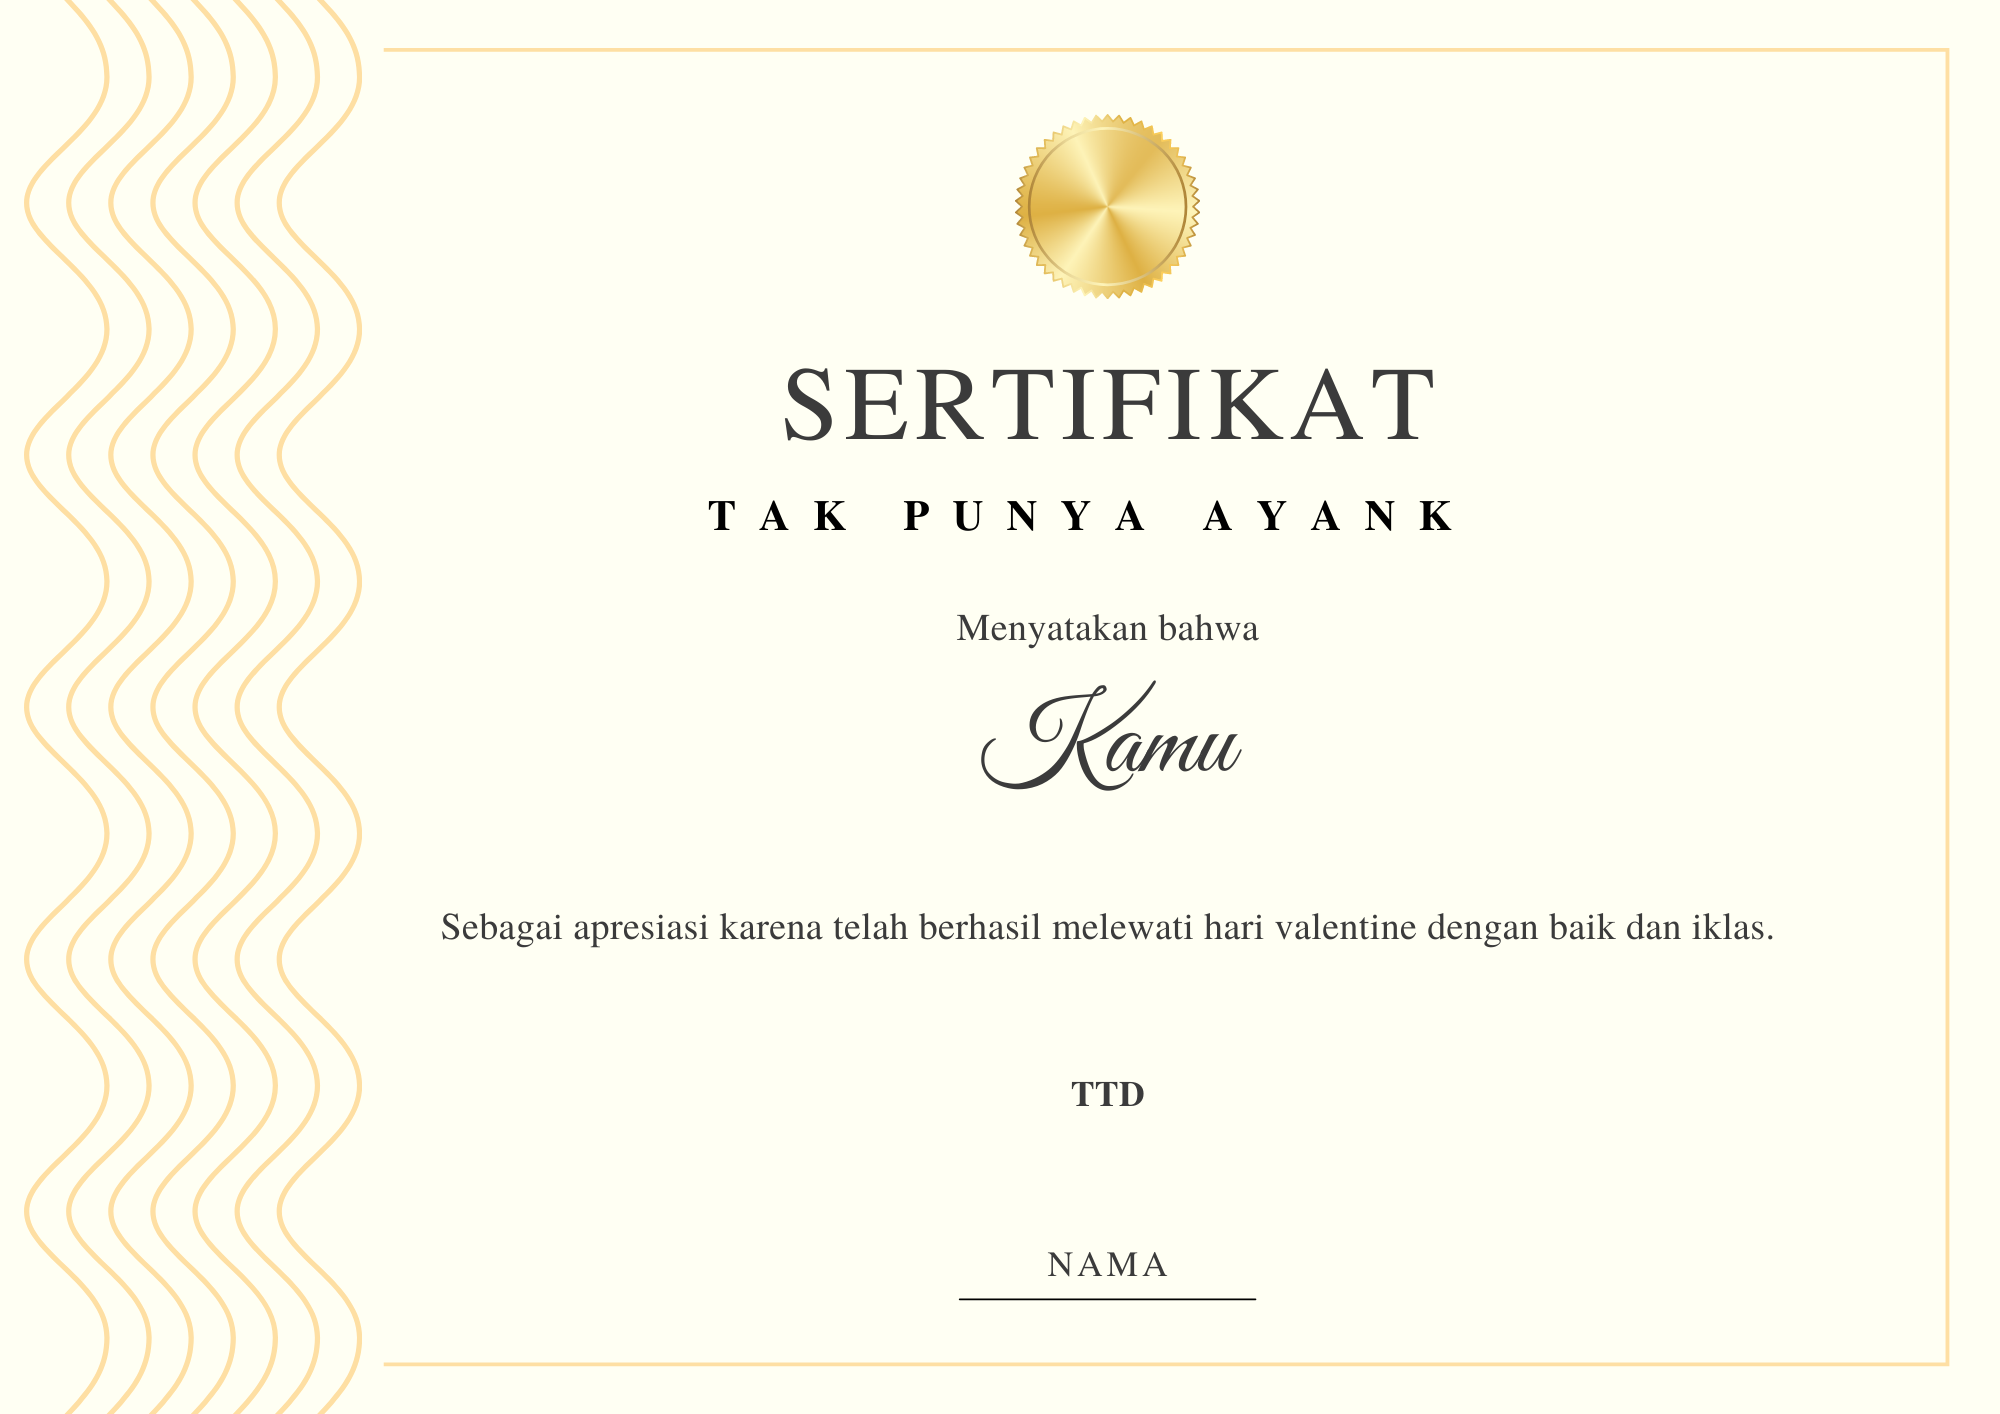 SERTIFIKAT
TAK PUNYA AYANK
Menyatakan bahwa
Kamu
Sebagai apresiasi karena telah berhasil melewati hari valentine dengan baik dan iklas.
TTD
NAMA